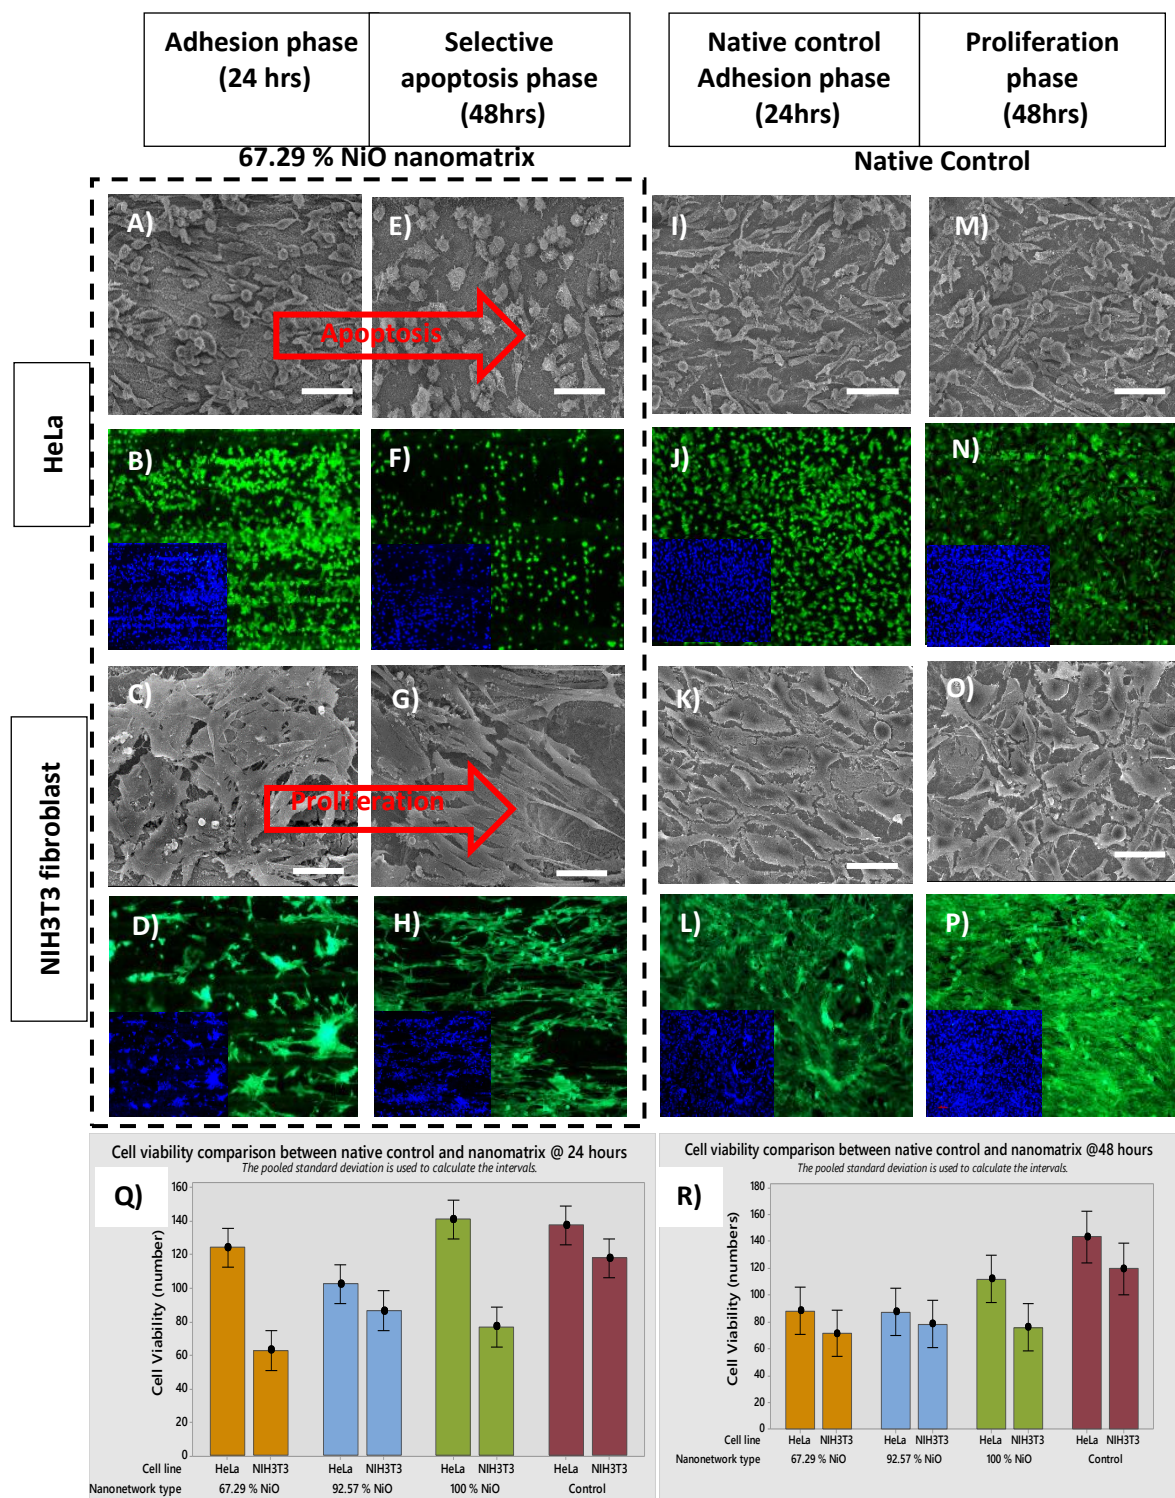 Adhesion phase
(24 hrs)
Selective
apoptosis phase
(48hrs)
Native control
Adhesion phase
(24hrs)
Proliferation
phase
(48hrs)
67.29 % NiO nanomatrix
Native Control
HeLa
NIH3T3 fibroblast
A)
E)
I)
M)
Apoptosis
B)
F)
J)
N)
C)
G)
K)
O)
Proliferation
D)
H)
L)
P)
Q)
Cell viability comparison between native control and nanomatrix @ 24 hours
The pooled standard deviation is used to calculate the intervals.
Cell Viability (number)
160
140
120
100
80
60
40
20
0
Cell line
HeLa NIH3T3 HeLa NIH3T3 HeLa NIH3T3 HeLa NIH3T3
Nanonetwork type
67.29 % NiO 92.57 % NiO 100 % NiO Control
R)
Cell viability comparison between native control and nanomatrix @48 hours
The pooled standard deviation is used to calculate the intervals.
Cell Viability (numbers)
180
160
140
120
100
80
60
40
20
0
Cell line
HeLa NIH3T3 HeLa NIH3T3 HeLa NIH3T3 HeLa NIH3T3
Nanonetwork type
67.29 % NiO 92.57 % NiO 100 % NiO Control